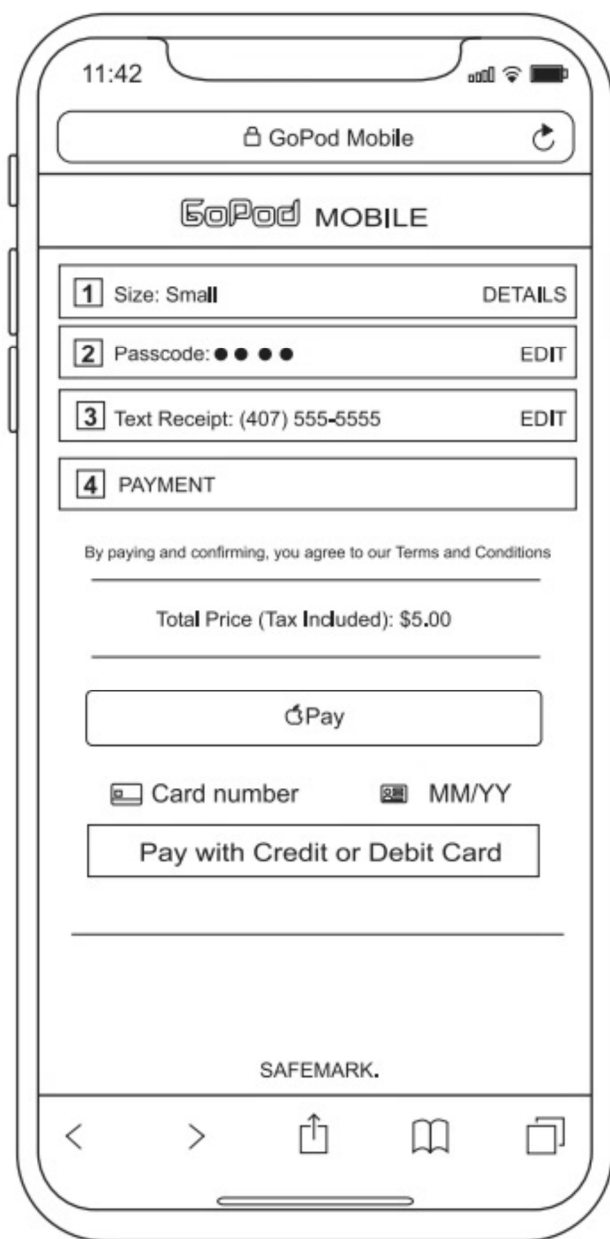 11:42
GoPod Mobile
GoPod MOBILE
1 Size: Small DETAILS
2 Passcode: ● ● ● ● EDIT
3 Text Receipt: (407) 555-5555 EDIT
4 PAYMENT
By paying and confirming, you agree to our Terms and Conditions
Total Price (Tax Included): $5.00
Pay
Card number MM/YY
Pay with Credit or Debit Card
SAFEMARK.